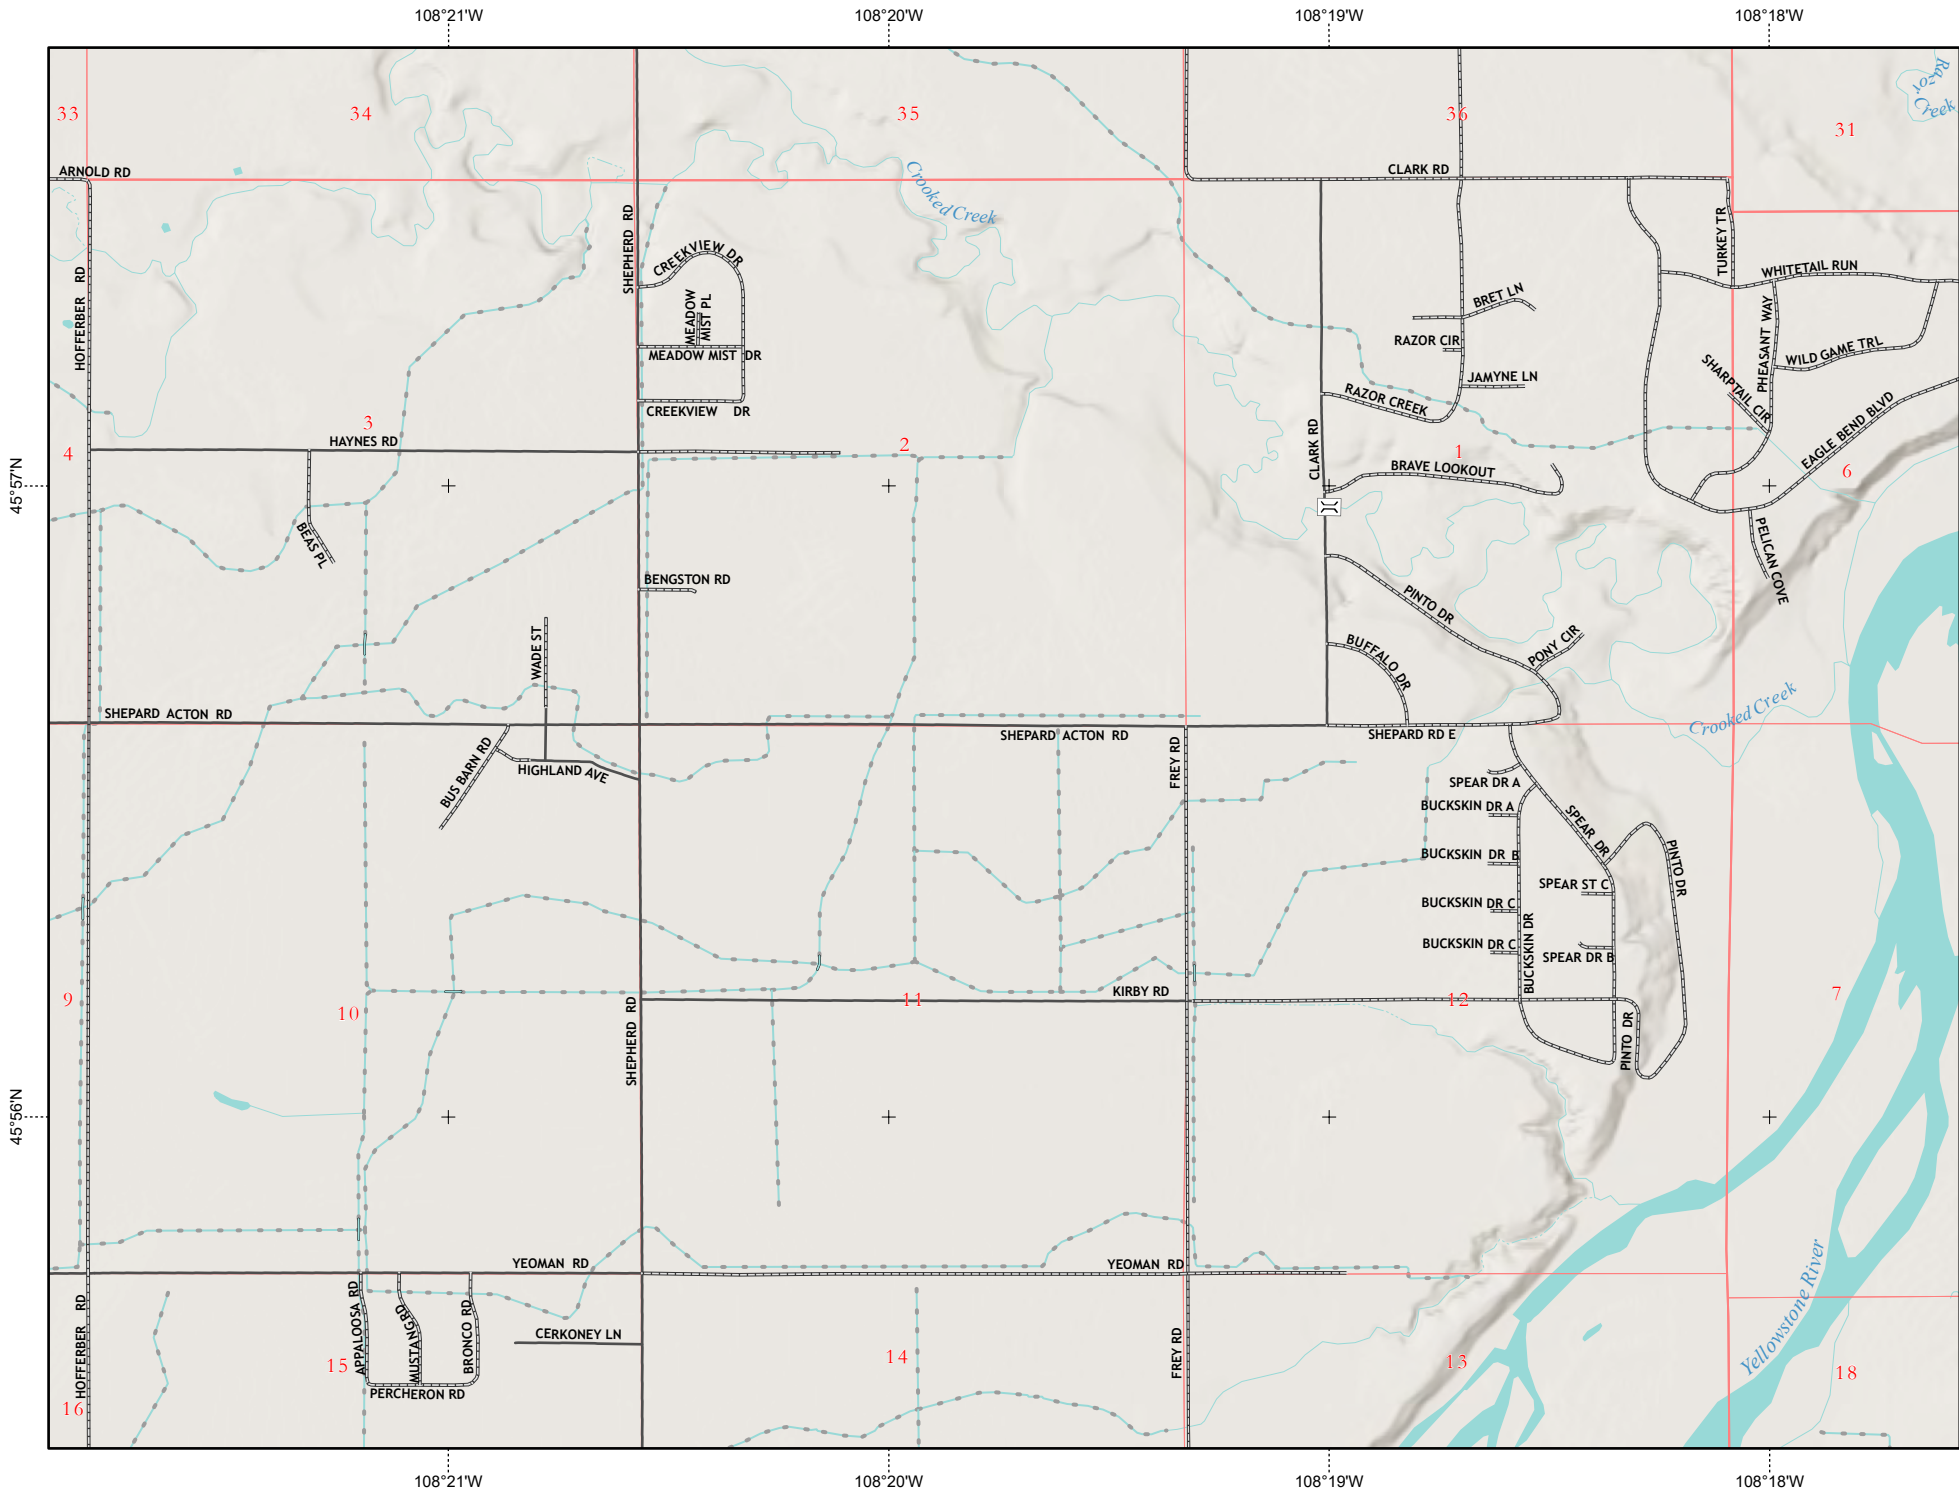 108°21'W
108°20'W
108°19'W
108°18'W
33
34
35
36
31
Razor
Creek
ARNOLD RD
CLARK RD
Crooked Creek
HOFFERBER RD
SHEPHERD RD
CREEKVIEW DR
MEADOW
MIST PL
MEADOW MIST DR
CREEKVIEW DR
TURKEY TR
WHITETAIL RUN
BRET LN
RAZOR CIR
JAMYNE LN
RAZOR CREEK
PHEASANT WAY
WILD GAME TRL
SHARPTAIL CIR
EAGLE BEND BLVD
3
HAYNES RD
4
2
1
6
CLARK RD
BRAVE LOOKOUT
45°57'N
BEAS PL
PELICAN COVE
BENGSTON RD
WADE ST
PINTO DR
PONY CIR
BUFFALO DR
Crooked Creek
SHEPARD ACTON RD
SHEPARD ACTON RD
SHEPARD RD E
BUS BARN RD
HIGHLAND AVE
FREY RD
SPEAR DR A
BUCKSKIN DR A
SPEAR DR
BUCKSKIN DR B
PINTO DR
SPEAR ST C
BUCKSKIN DR C
BUCKSKIN DR
BUCKSKIN DR C
SPEAR DR B
KIRBY RD
9
10
11
12
7
SHEPHERD RD
PINTO DR
45°56'N
YEOMAN RD
YEOMAN RD
Yellowstone River
HOFFERBER RD
APPALOOSA RD
MUSTANG RD
BRONCO RD
CERKONEY LN
FREY RD
15
14
13
18
PERCHERON RD
16
108°21'W
108°20'W
108°19'W
108°18'W